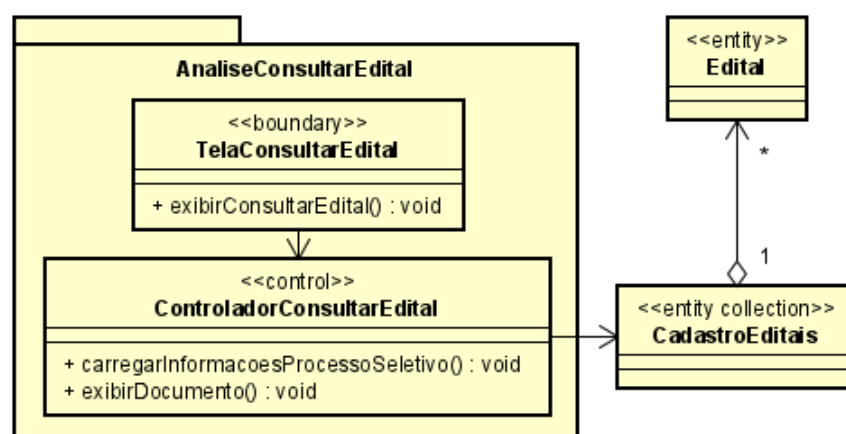 AnaliseConsultarEdital
<<boundary>>
TelaConsultarEdital
+ exibirConsultarEdital() : void
<<control>>
ControladorConsultarEdital
+ carregarInformacoesProcessoSeletivo() : void
+ exibirDocumento() : void
<<entity>>
Edital
*
1
<<entity collection>>
CadastroEditais